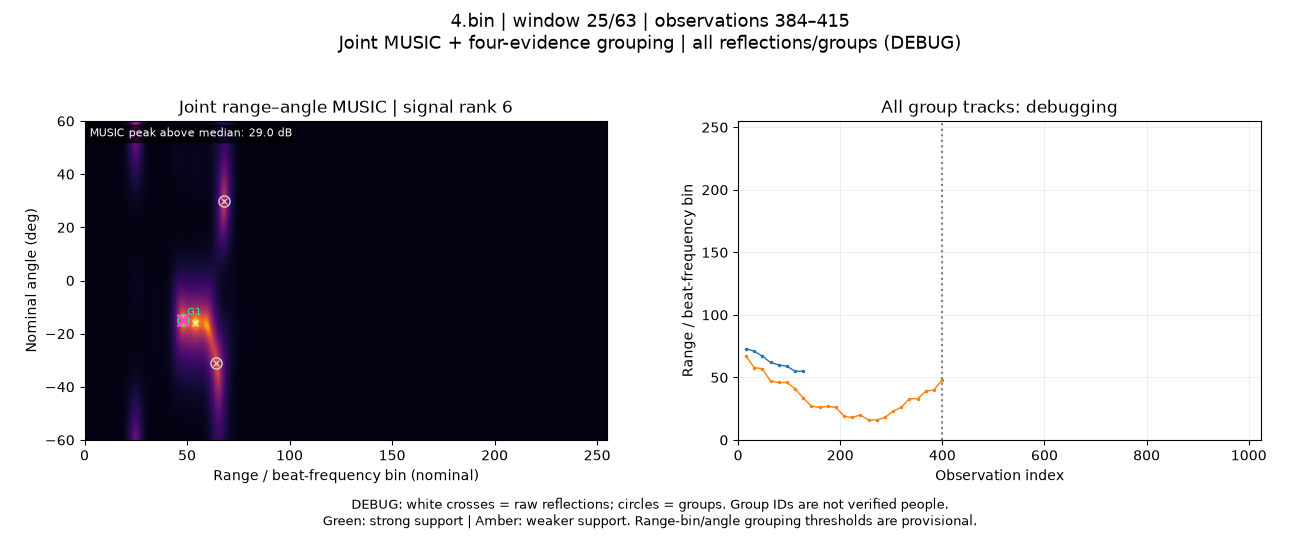 4.bin | window 25/63 | observations 384–415
Joint MUSIC + four-evidence grouping | all reflections/groups (DEBUG)
Joint range–angle MUSIC | signal rank 6
MUSIC peak above median: 29.0 dB
60
40
20
0
−20
−40
−60
Nominal angle (deg)
G1
0
50
100
150
200
250
Range / beat-frequency bin (nominal)
All group tracks: debugging
250
200
150
100
50
0
Range / beat-frequency bin
0
200
400
600
800
1000
Observation index
DEBUG: white crosses = raw reflections; circles = groups. Group IDs are not verified people.
Green: strong support | Amber: weaker support. Range-bin/angle grouping thresholds are provisional.